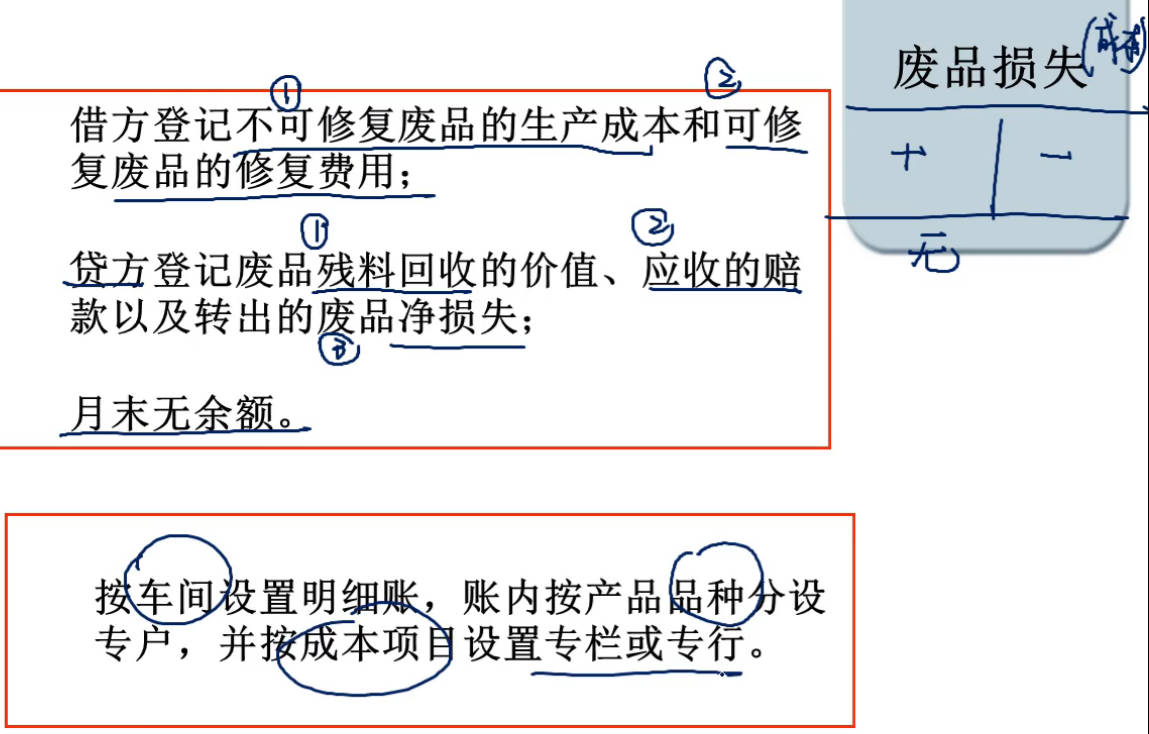 废品损失
(成本)
+ -
无
① ②
借方登记不可修复废品的生产成本和可修
复废品的修复费用；
① ②
贷方登记废品残料回收的价值、应收的赔
款以及转出的废品净损失；
③
月末无余额。
按车间设置明细账，账内按产品品种分设
专户，并按成本项目设置专栏或专行。